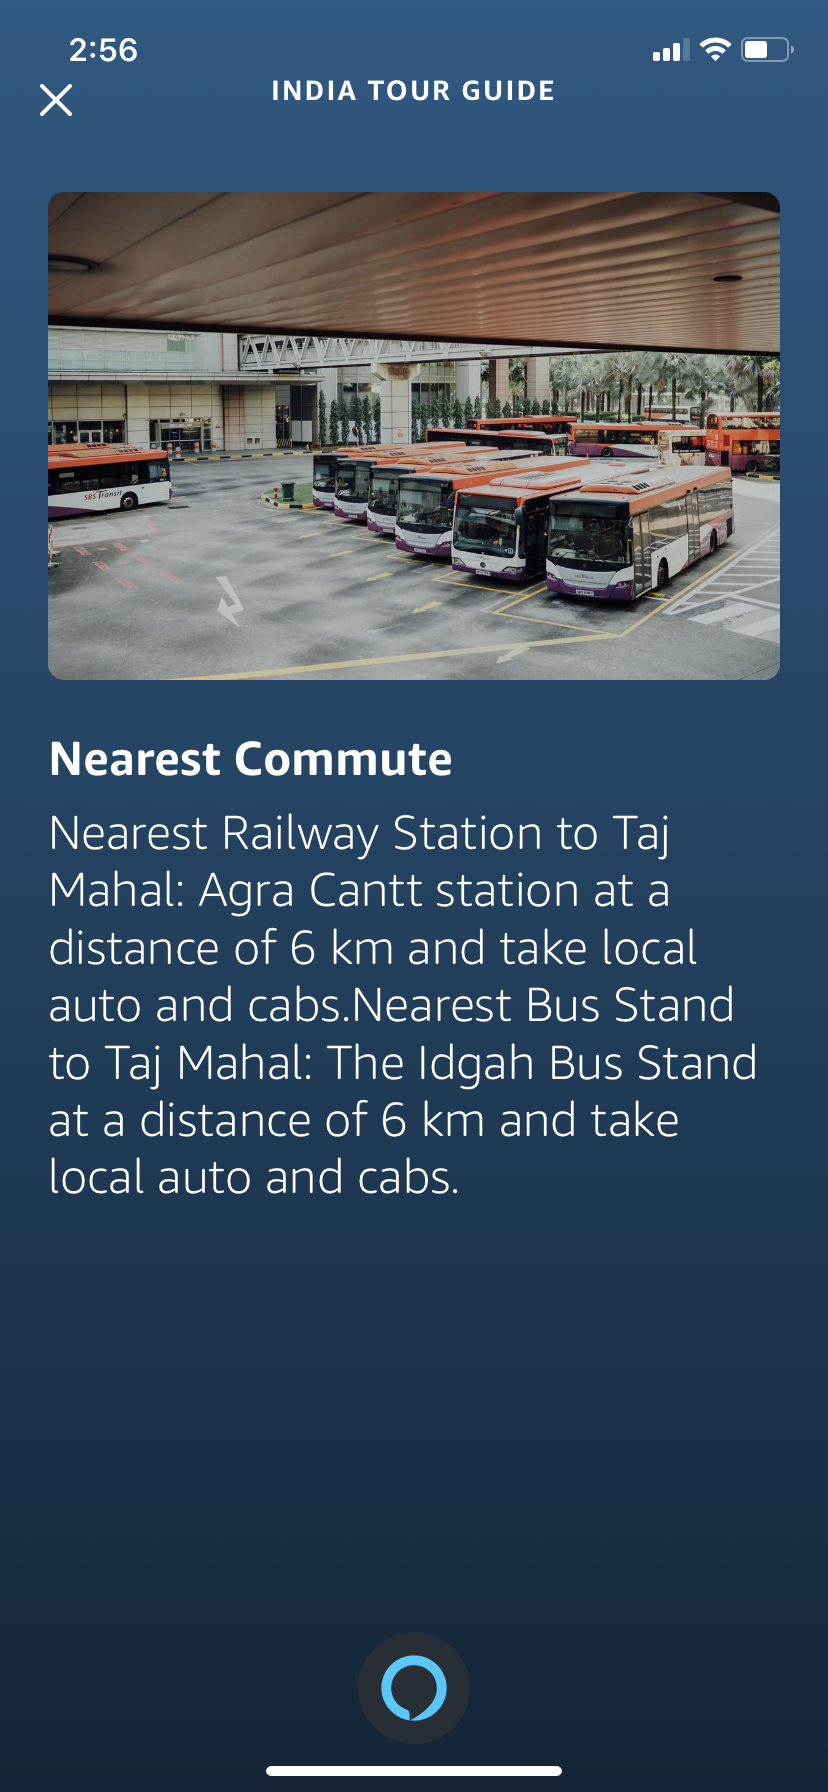 2:56
INDIA TOUR GUIDE
SBS Transit
Nearest Commute
Nearest Railway Station to Taj
Mahal: Agra Cantt station at a
distance of 6 km and take local
auto and cabs.Nearest Bus Stand
to Taj Mahal: The Idgah Bus Stand
at a distance of 6 km and take
local auto and cabs.